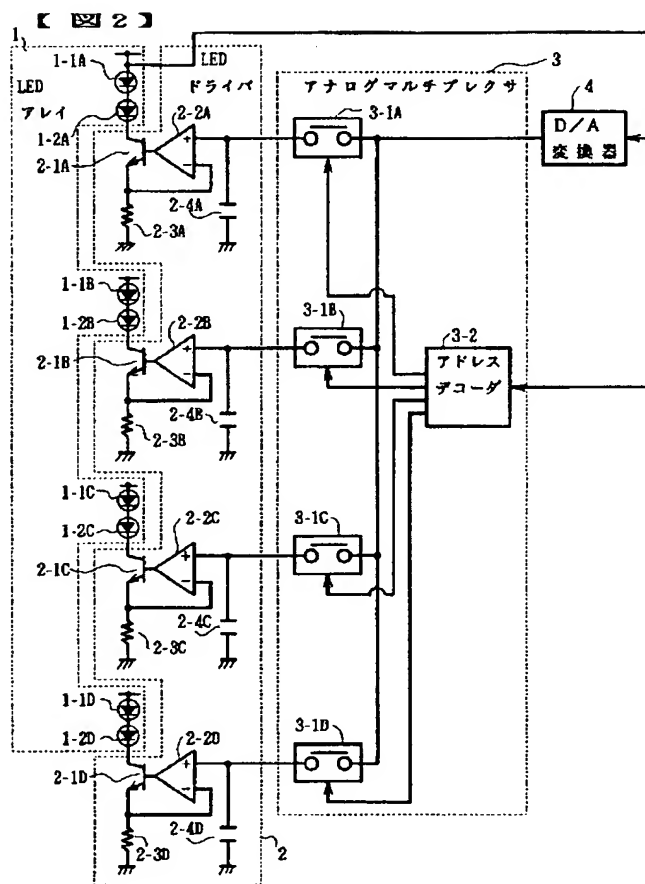 【図2】
1
1-1A
LED
アレイ
1-2A
2-1A
LED
ドライバ
2-2A
2-4A
2-3A
3
アナログマルチプレクサ
3-1A
4
D/A
変換器
1-1B
1-2B
2-1B
2-2B
2-4B
2-3B
3-1B
3-2
アドレス
デコーダ
1-1C
1-2C
2-1C
2-2C
2-4C
2-3C
3-1C
1-1D
1-2D
2-1D
2-2D
2-4D
2-3D
2
3-1D
+
−
+
−
+
−
+
−